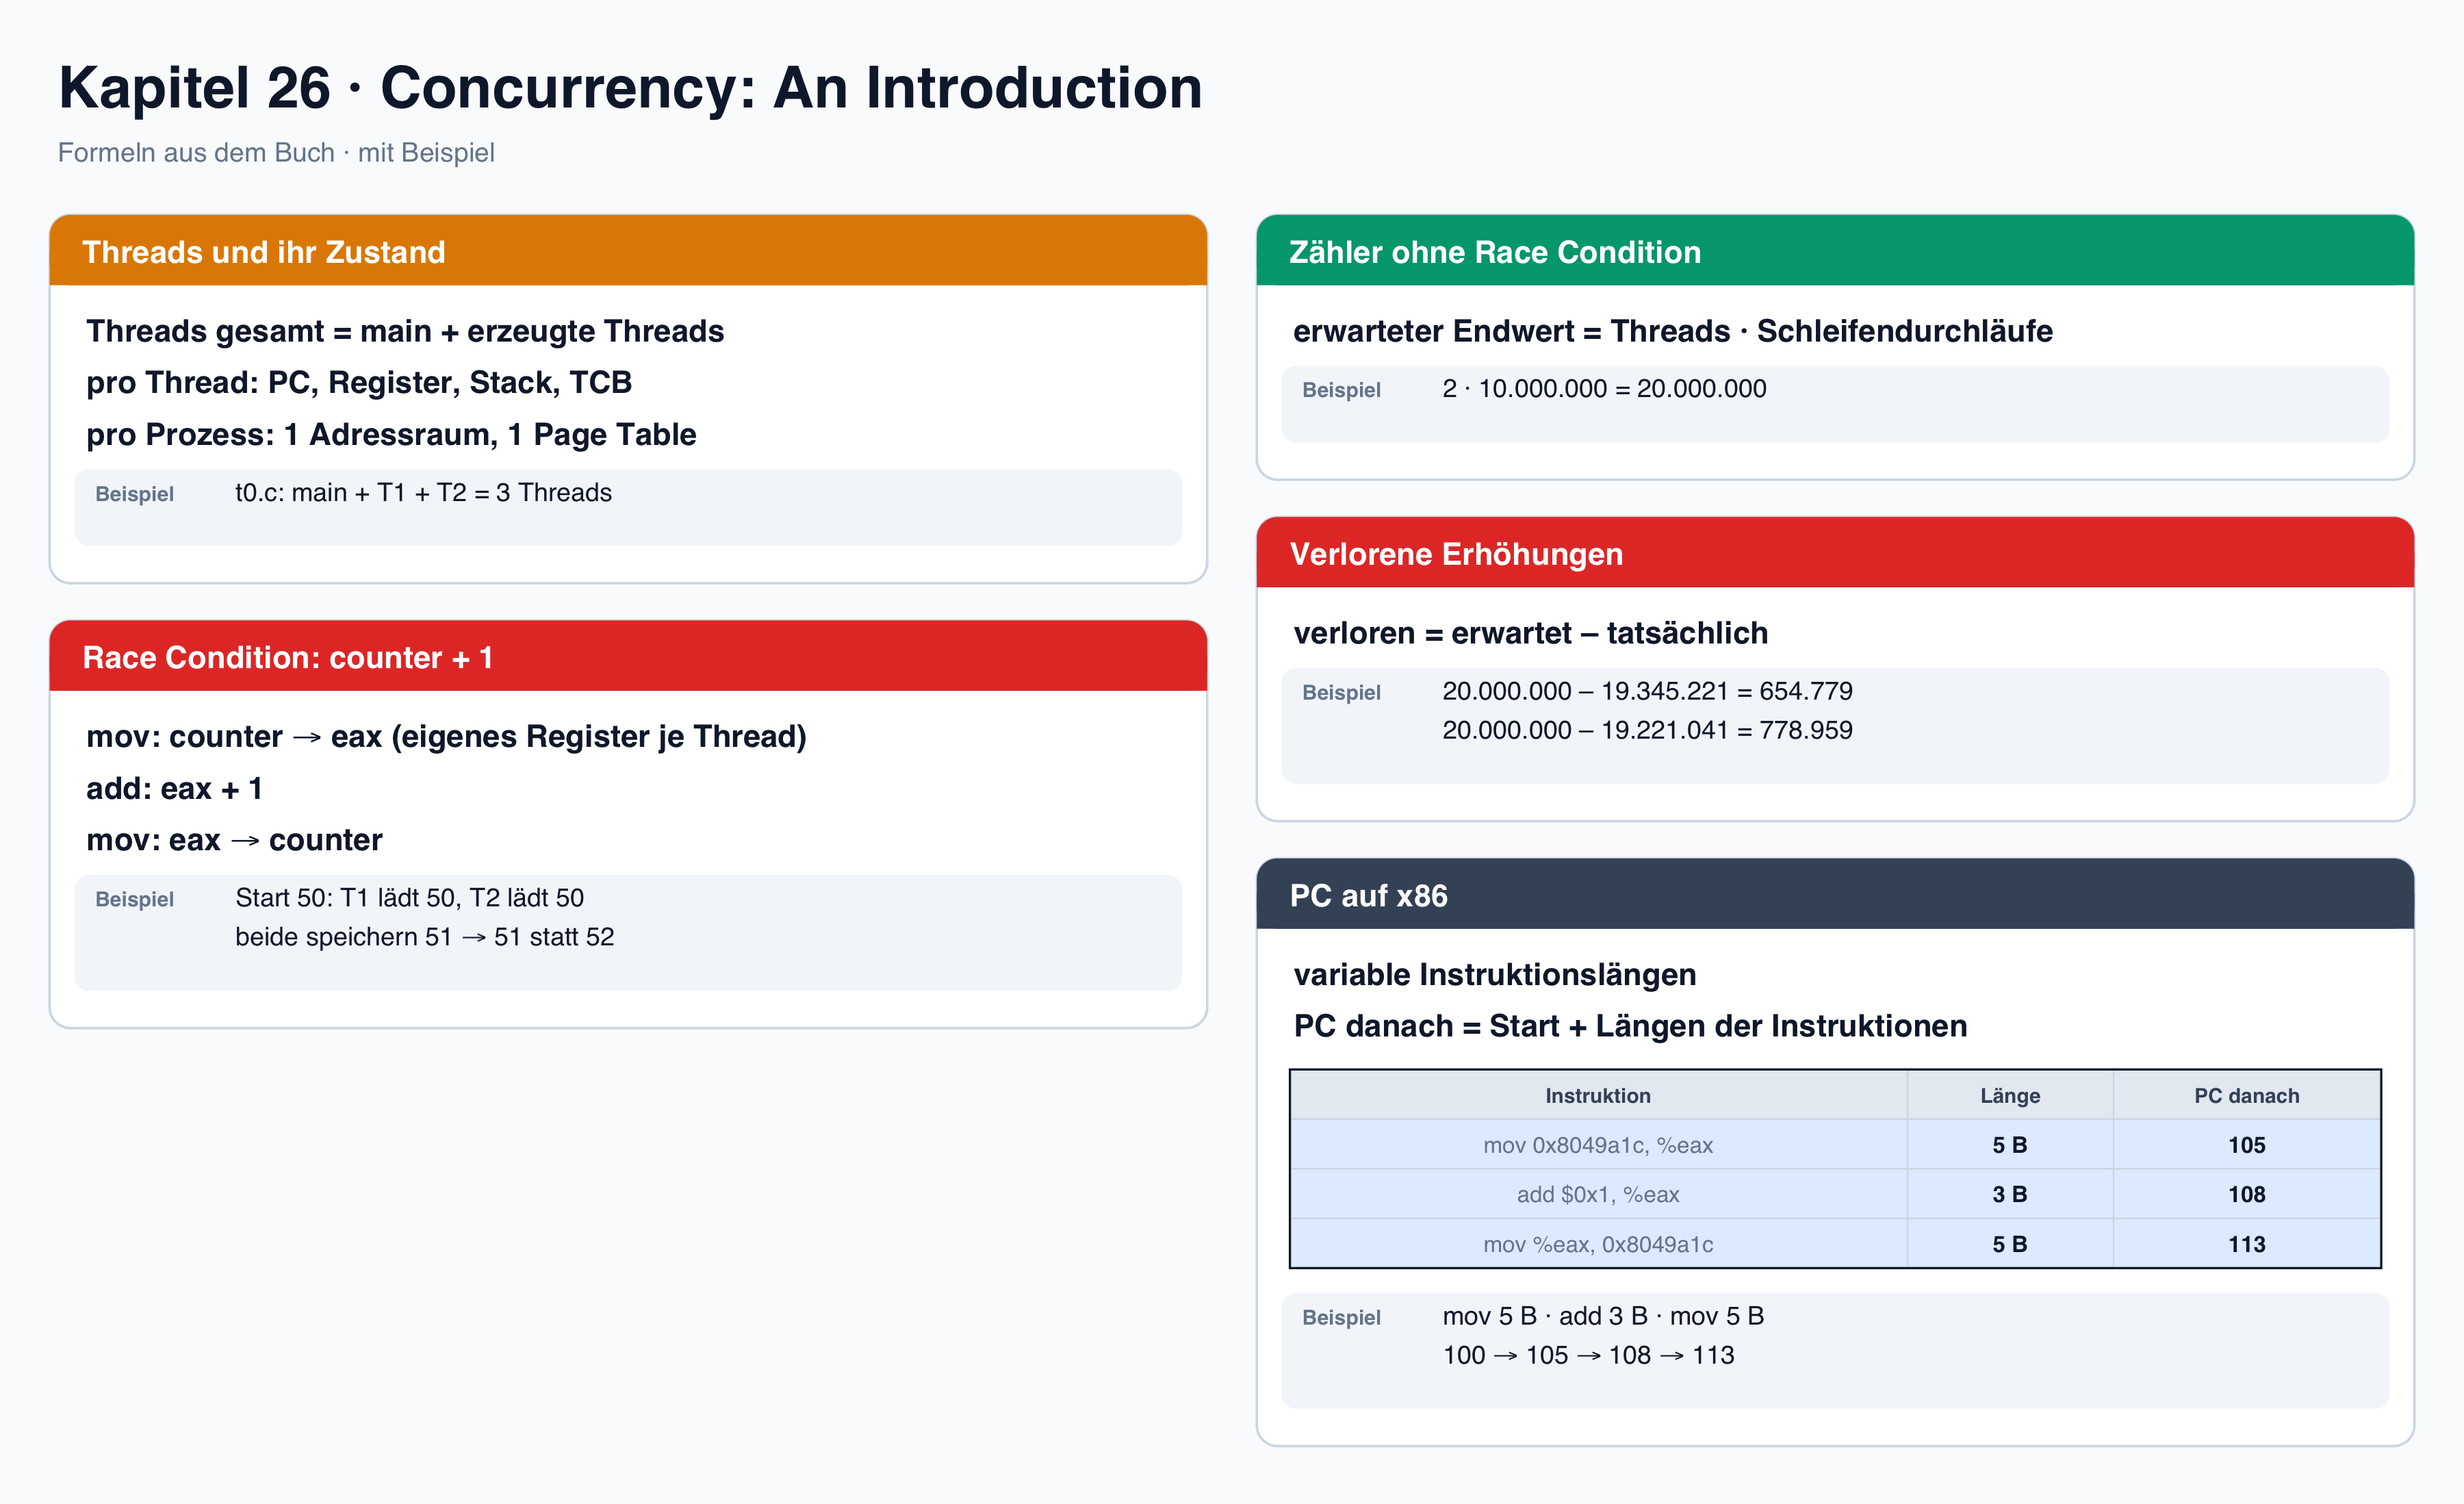 Kapitel 26 · Concurrency: An Introduction
Formeln aus dem Buch · mit Beispiel
Threads und ihr Zustand
Threads gesamt = main + erzeugte Threads
pro Thread: PC, Register, Stack, TCB
pro Prozess: 1 Adressraum, 1 Page Table
Beispiel t0.c: main + T1 + T2 = 3 Threads
Race Condition: counter + 1
mov: counter → eax (eigenes Register je Thread)
add: eax + 1
mov: eax → counter
Beispiel Start 50: T1 lädt 50, T2 lädt 50
beide speichern 51 → 51 statt 52
Zähler ohne Race Condition
erwarteter Endwert = Threads · Schleifendurchläufe
Beispiel 2 · 10.000.000 = 20.000.000
Verlorene Erhöhungen
verloren = erwartet – tatsächlich
Beispiel 20.000.000 – 19.345.221 = 654.779
20.000.000 – 19.221.041 = 778.959
PC auf x86
variable Instruktionslängen
PC danach = Start + Längen der Instruktionen
Instruktion Länge PC danach
mov 0x8049a1c, %eax 5 B 105
add $0x1, %eax 3 B 108
mov %eax, 0x8049a1c 5 B 113
Beispiel mov 5 B · add 3 B · mov 5 B
100 → 105 → 108 → 113